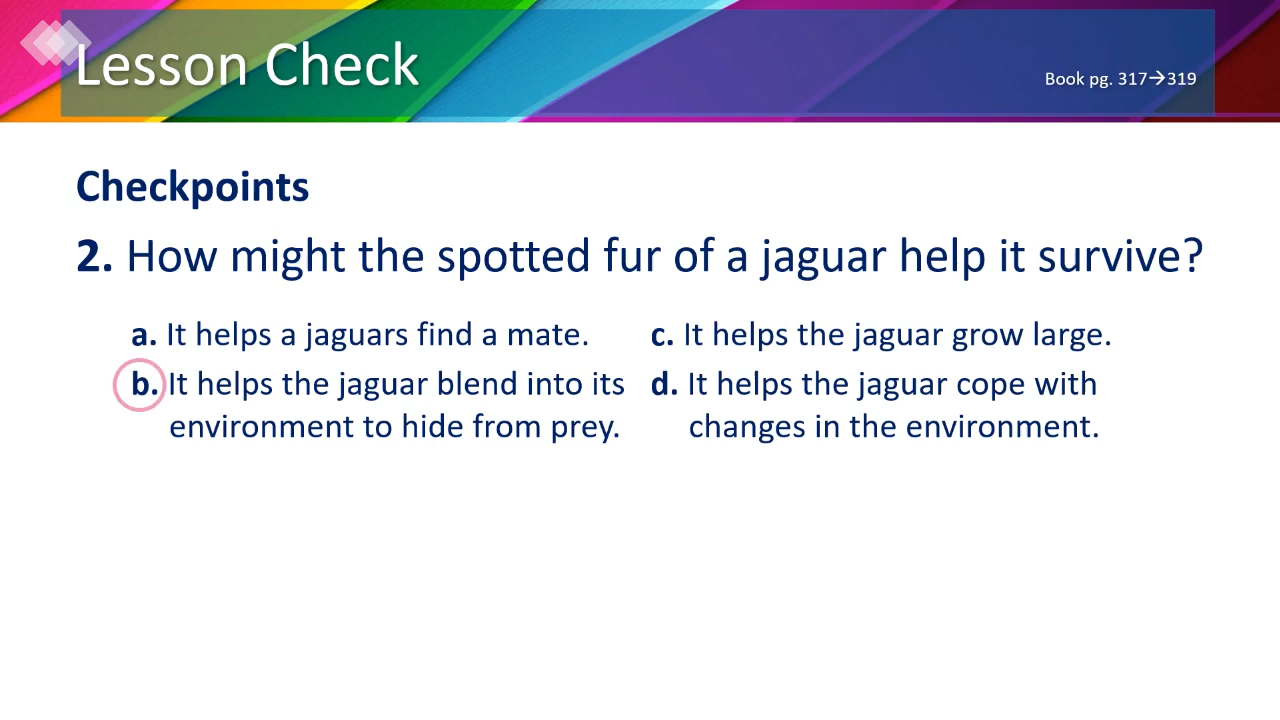 Lesson Check
Book pg. 317→319
Checkpoints
2. How might the spotted fur of a jaguar help it survive?
a. It helps a jaguars find a mate.
b. It helps the jaguar blend into its
environment to hide from prey.
c. It helps the jaguar grow large.
d. It helps the jaguar cope with
changes in the environment.